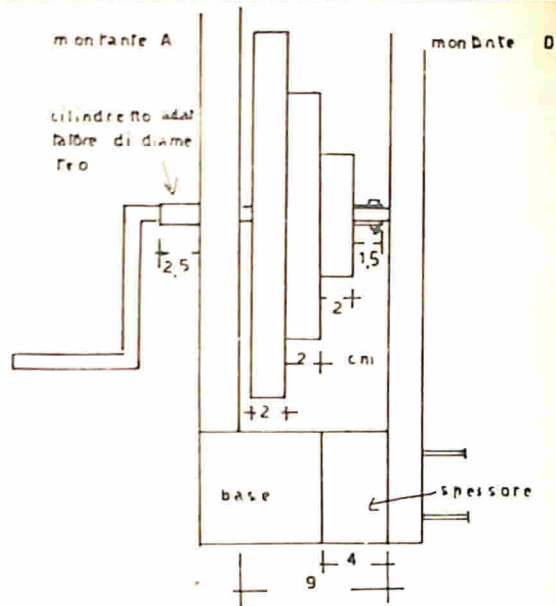 montante A
montante D
cilindretto adat
tatore di diame
tro
2,5
1,5
2
2 cm
2
base
spessore
4
9